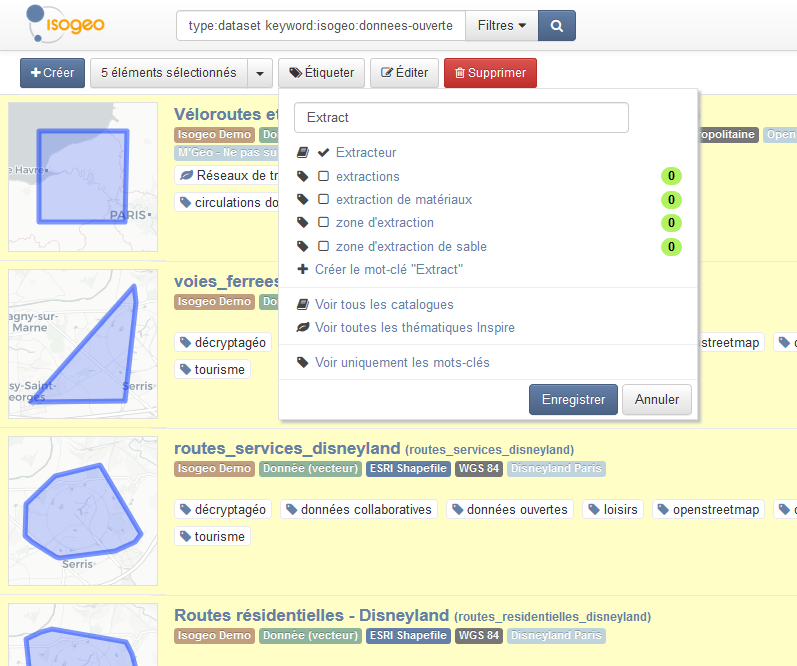 isogeo
type:dataset keyword:isogeo:donnees-ouverte
Filtres
Créer
5 éléments sélectionnés
Étiqueter
Éditer
Supprimer
Extract
Extracteur
extractions 0
extraction de matériaux 0
zone d'extraction 0
zone d'extraction de sable 0
Créer le mot-clé "Extract"
Voir tous les catalogues
Voir toutes les thématiques Inspire
Voir uniquement les mots-clés
Enregistrer Annuler
Havre
PARIS
Véloroutes et
Isogeo Demo Do opolitaine Open
M'Géo - Ne pas su
Réseaux de tr
circulations do
agny-sur-
Marne
sy-Saint-
eorges
Serris
voies_ferrees
Isogeo Demo Do
décryptagéo streetmap
tourisme
Serris
routes_services_disneyland (routes_services_disneyland)
Isogeo Demo Donnée (vecteur) ESRI Shapefile WGS 84 Disneyland Paris
décryptagéo données collaboratives données ouvertes loisirs openstreetmap
tourisme
Routes résidentielles - Disneyland (routes_residentielles_disneyland)
Isogeo Demo Donnée (vecteur) ESRI Shapefile WGS 84 Disneyland Paris